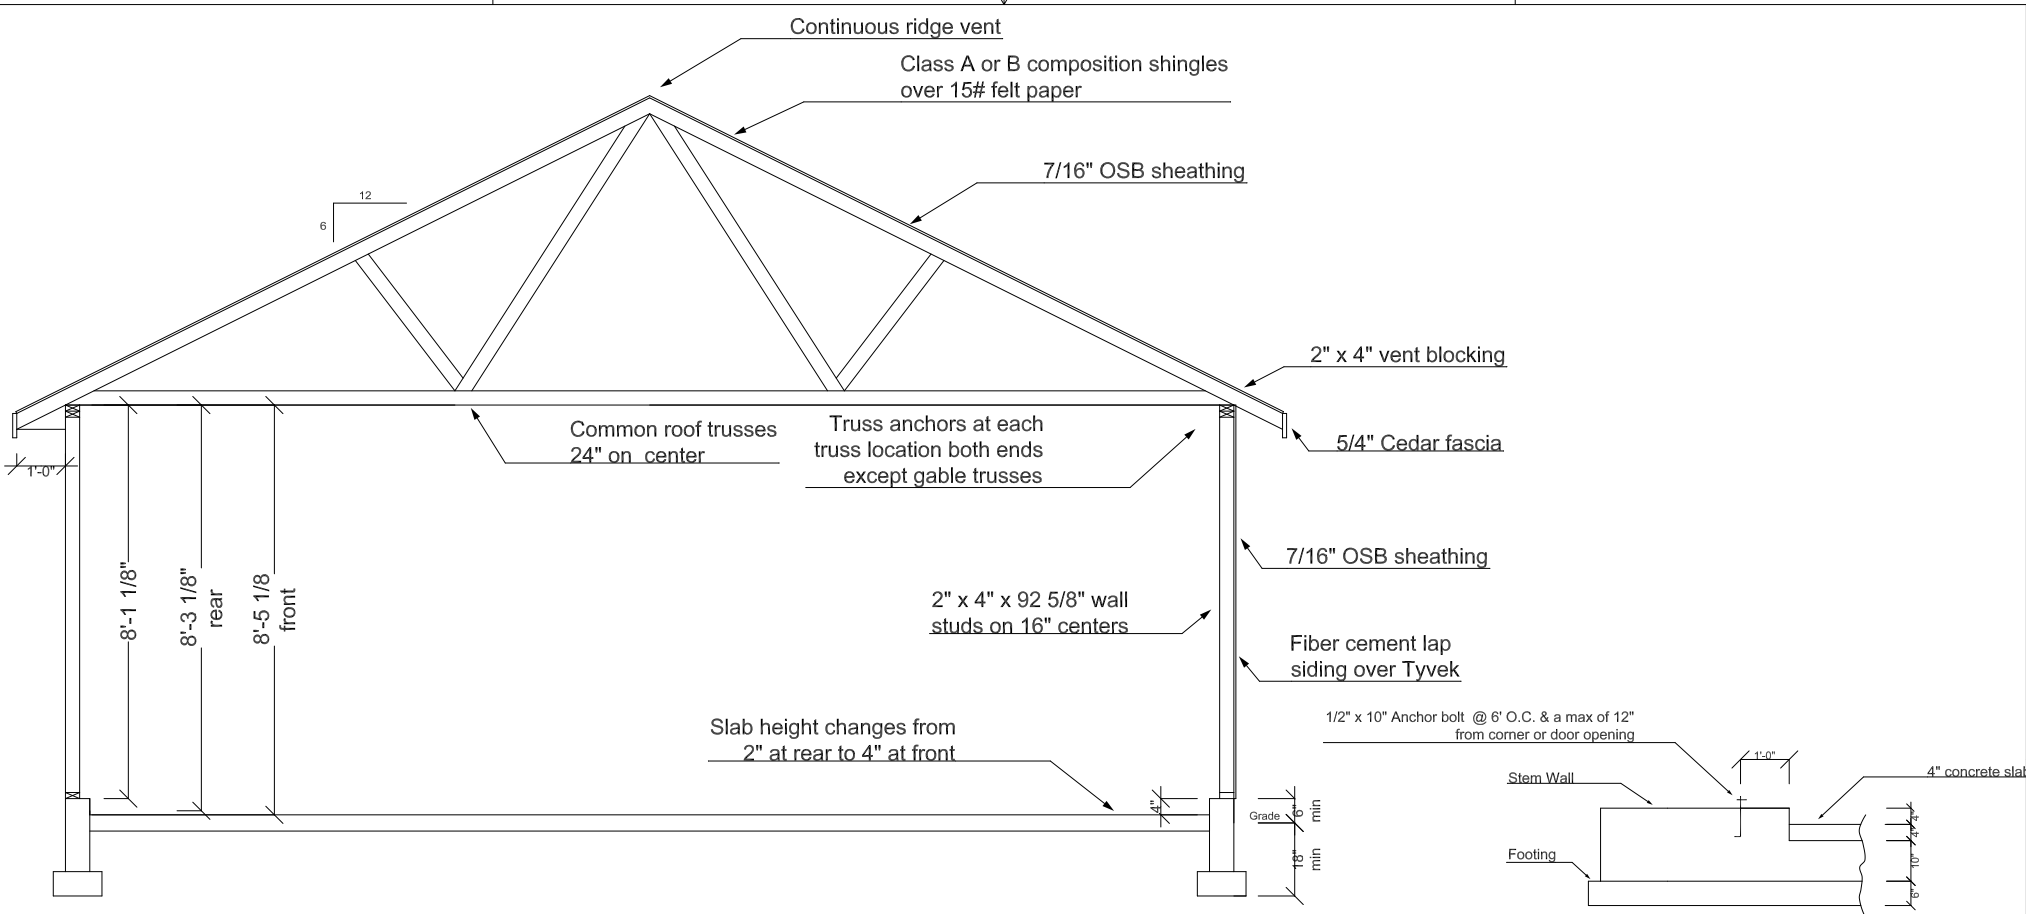 Continuous ridge vent
Class A or B composition shingles
over 15# felt paper
7/16" OSB sheathing
12
6
2" x 4" vent blocking
5/4" Cedar fascia
Common roof trusses
24" on center
Truss anchors at each
truss location both ends
except gable trusses
1'-0"
8'-1 1/8"
8'-3 1/8"
rear
8'-5 1/8
front
7/16" OSB sheathing
2" x 4" x 92 5/8" wall
studs on 16" centers
Fiber cement lap
siding over Tyvek
Slab height changes from
2" at rear to 4" at front
4"
Grade
6"
min
18"
min
1/2" x 10" Anchor bolt @ 6' O.C. & a max of 12"
from corner or door opening
1'-0"
Stem Wall
4" concrete slab
Footing
4"
4"
10"
6"